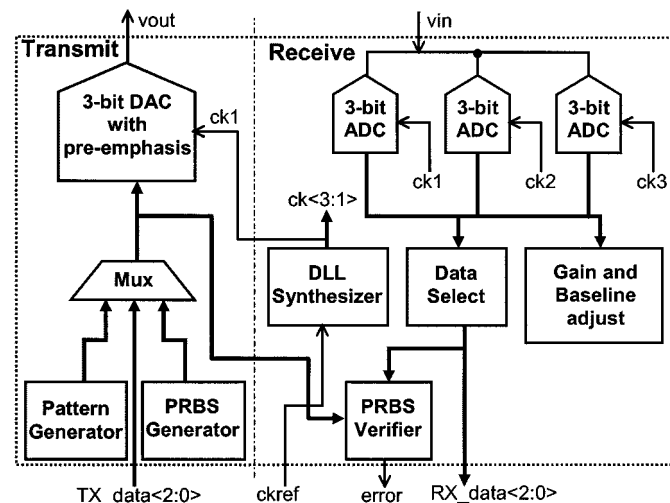 vout
vin
Transmit
Receive
3-bit DAC
with
pre-emphasis
ck1
3-bit
ADC
3-bit
ADC
3-bit
ADC
ck1
ck2
ck3
ck<3:1>
Mux
DLL
Synthesizer
Data
Select
Gain and
Baseline
adjust
Pattern
Generator
PRBS
Generator
PRBS
Verifier
TX_data<2:0>
ckref
error
RX_data<2:0>